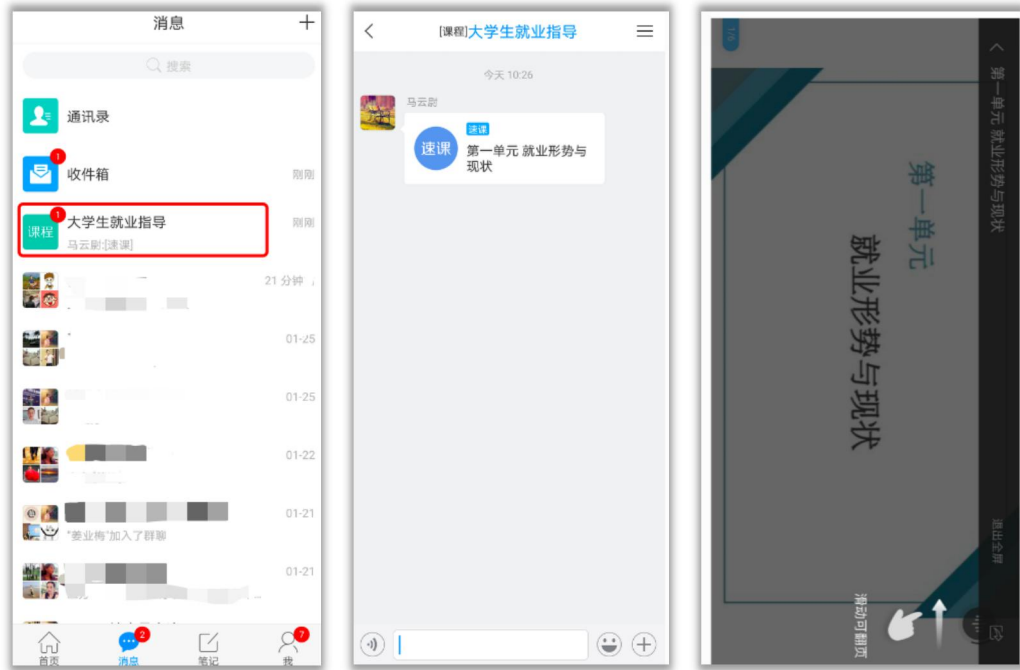 消息
搜索
通讯录
1
收件箱
刚刚
课程
1
大学生就业指导
刚刚
马云尉:[速课]
21 分钟
01-25
01-25
01-22
01-21
"姜业梅"加入了群聊
01-21
首页
2
消息
笔记
7
我
[课程]大学生就业指导
今天 10:26
马云尉
速课
速课
第一单元 就业形势与
现状
1/6
第一单元 就业形势与现状
第一单元
就业形势与现状
退出全屏
滑动可翻页